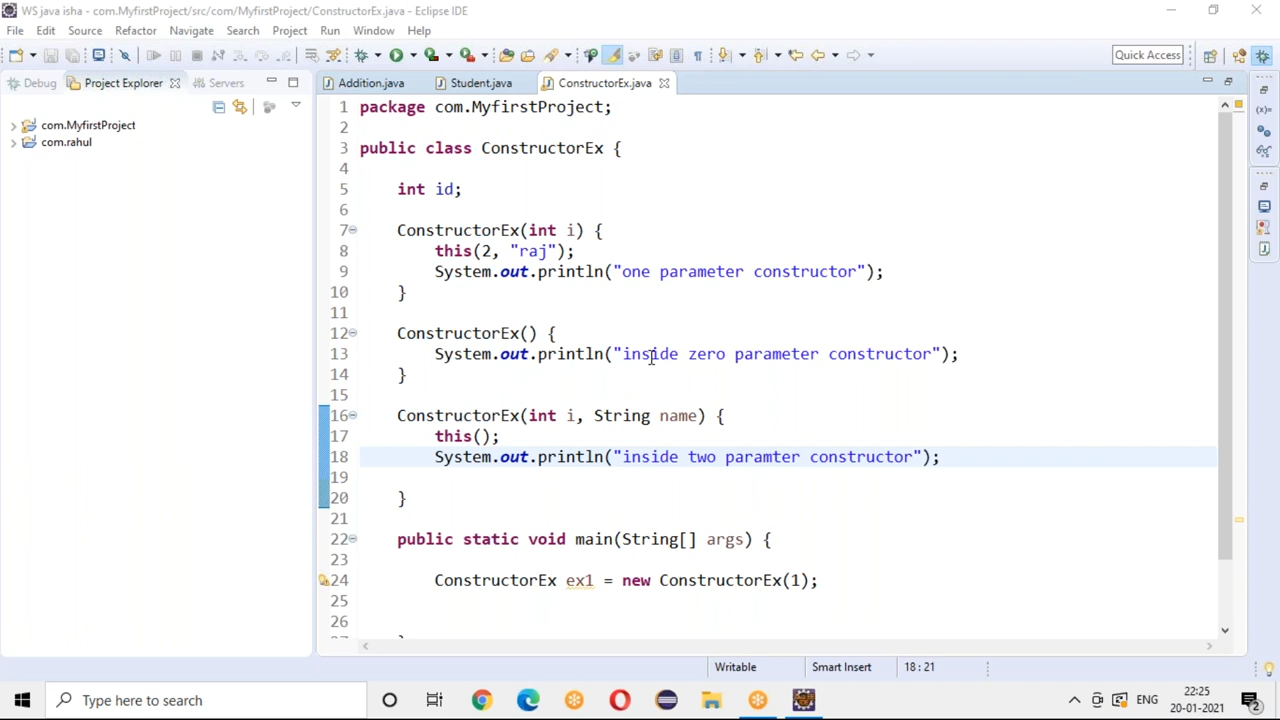 WS java isha - com.MyfirstProject/src/com/MyfirstProject/ConstructorEx.java - Eclipse IDE
File Edit Source Refactor Navigate Search Project Run Window Help
Quick Access
Debug Project Explorer Servers
Addition.java Student.java ConstructorEx.java
com.MyfirstProject
com.rahul
1 package com.MyfirstProject;
2
3 public class ConstructorEx {
4
5 int id;
6
7 ConstructorEx(int i) {
8 this(2, "raj");
9 System.out.println("one parameter constructor");
10 }
11
12 ConstructorEx() {
13 System.out.println("inside zero parameter constructor");
14 }
15
16 ConstructorEx(int i, String name) {
17 this();
18 System.out.println("inside two paramter constructor");
19
20 }
21
22 public static void main(String[] args) {
23
24 ConstructorEx ex1 = new ConstructorEx(1);
25
26
Writable Smart Insert 18 : 21
Type here to search
ENG
22:25
20-01-2021
2